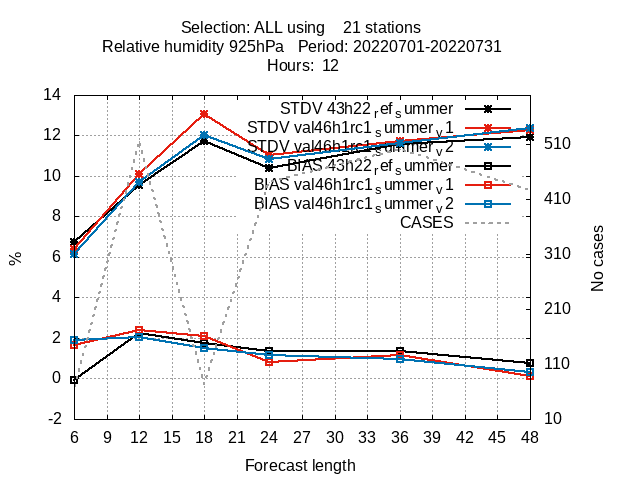 Selection: ALL using 21 stations
Relative humidity 925hPa Period: 20220701-20220731
Hours: 12
STDV 43h22_ref_summer
STDV val46h1rc1_summer_v1
STDV val46h1rc1_summer_v2
BIAS 43h22_ref_summer
BIAS val46h1rc1_summer_v1
BIAS val46h1rc1_summer_v2
CASES
14
12
10
8
6
4
2
0
-2
%
510
410
310
210
110
10
No cases
6 9 12 15 18 21 24 27 30 33 36 39 42 45 48
Forecast length